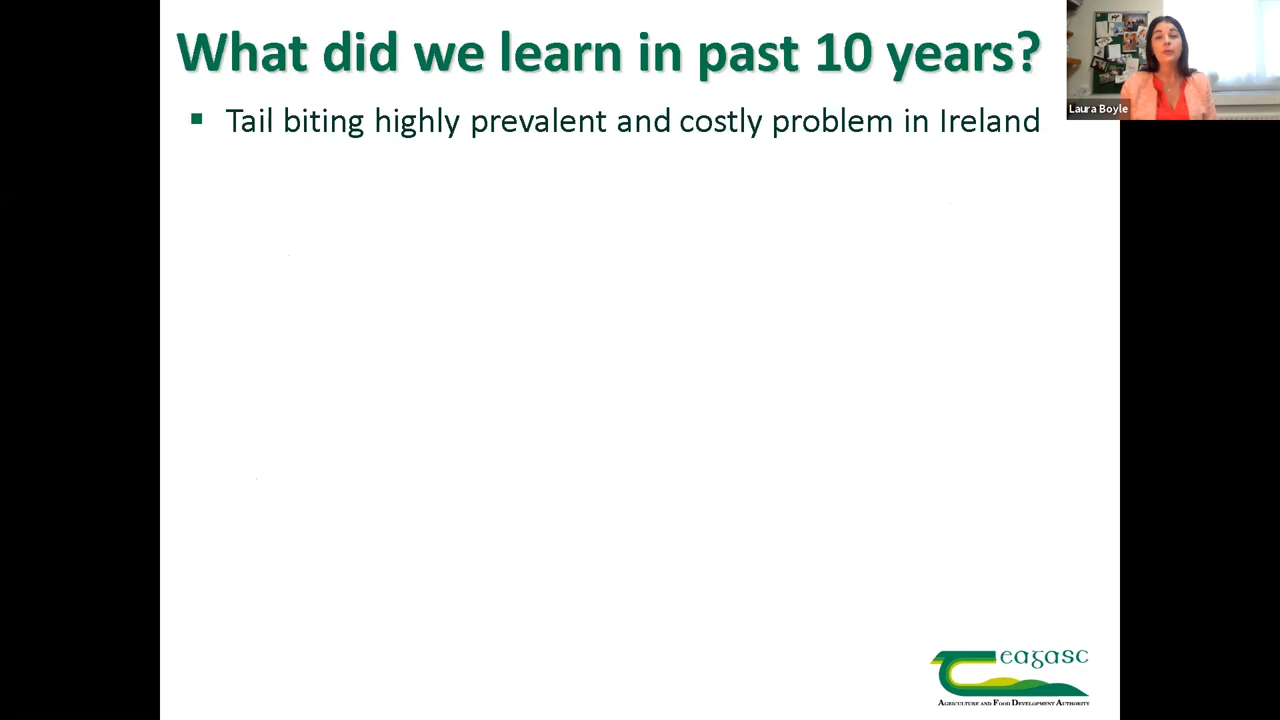 What did we learn in past 10 years?
Laura Boyle
▪ Tail biting highly prevalent and costly problem in Ireland
eagasc
AGRICULTURE AND FOOD DEVELOPMENT AUTHORITY